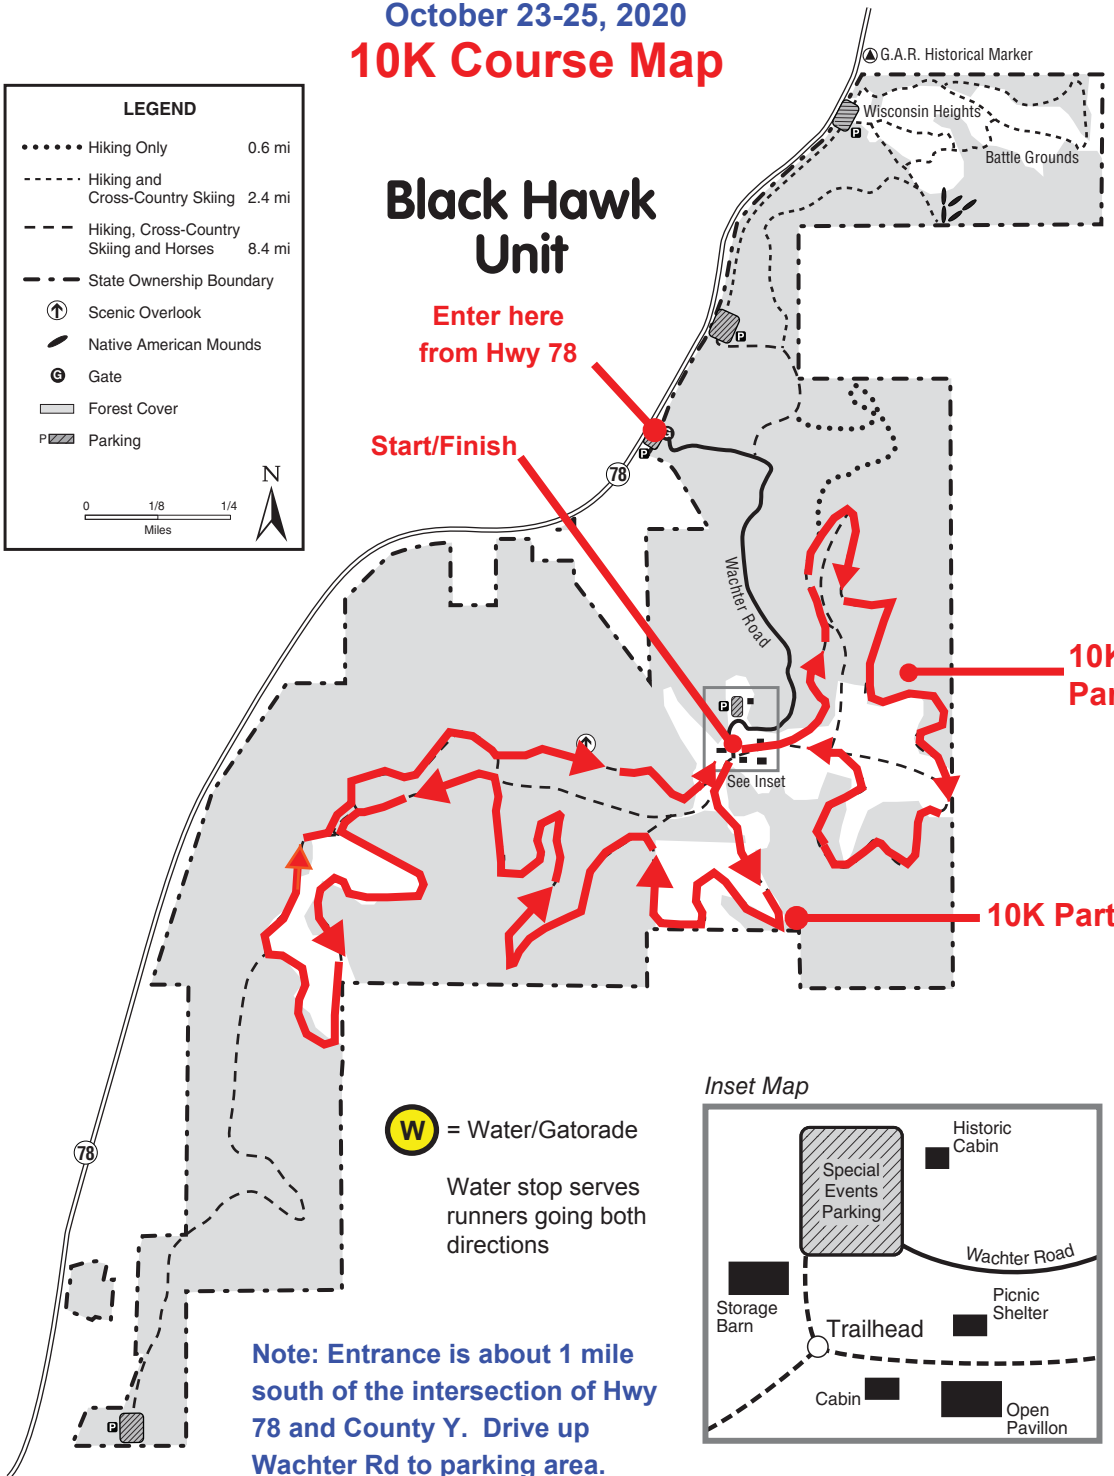 October 23-25, 2020
10K Course Map
G.A.R. Historical Marker
Wisconsin Heights
Battle Grounds
LEGEND
Hiking Only 0.6 mi
Hiking and
Cross-Country Skiing 2.4 mi
Hiking, Cross-Country
Skiing and Horses 8.4 mi
State Ownership Boundary
Scenic Overlook
Native American Mounds
G Gate
Forest Cover
P Parking
N
0 1/8 1/4
Miles
Black Hawk
Unit
P
P
Enter here
from Hwy 78
G
P
Start/Finish
78
Wachter Road
10K
Par
P
See Inset
10K Part
W = Water/Gatorade
Water stop serves
runners going both
directions
78
P
Note: Entrance is about 1 mile
south of the intersection of Hwy
78 and County Y. Drive up
Wachter Rd to parking area.
Inset Map
Historic
Cabin
Special
Events
Parking
Wachter Road
Storage
Barn
Picnic
Shelter
Trailhead
Cabin
Open
Pavillon